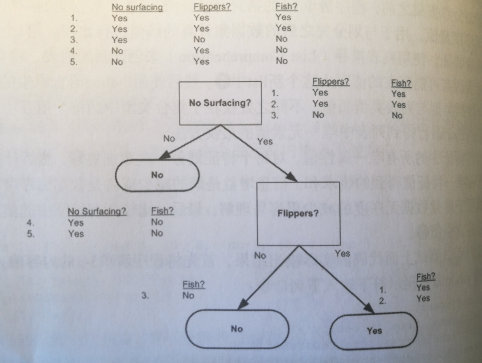 No surfacing Flippers? Fish?
1. Yes Yes Yes
2. Yes Yes Yes
3. Yes No No
4. No Yes No
5. No Yes No
No Surfacing?
Flippers? Fish?
1. Yes Yes
2. Yes Yes
3. No No
No
Yes
No
No Surfacing? Fish?
4. Yes No
5. Yes No
Flippers?
No
Yes
Fish?
3. No
Fish?
1. Yes
2. Yes
No
Yes